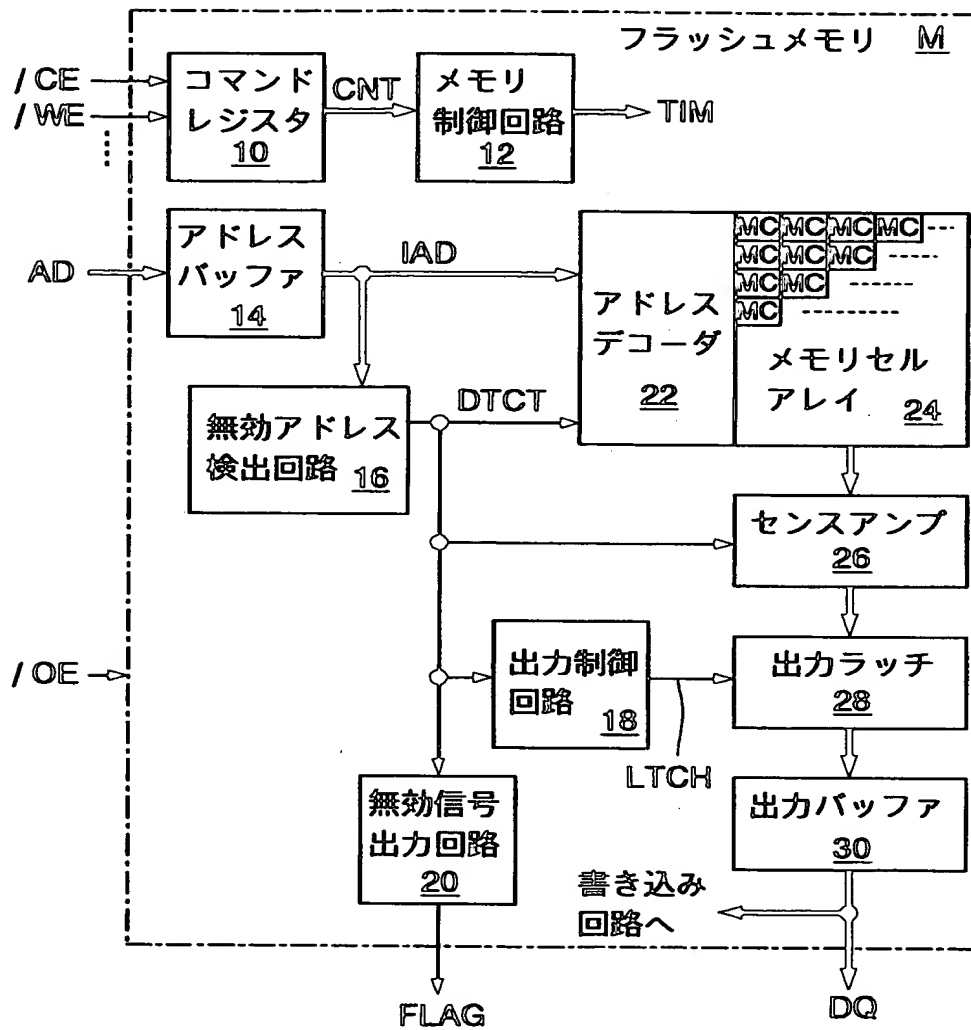 フラッシュメモリ M
/CE
/WE
コマンド
レジスタ
10
CNT
メモリ
制御回路
12
TIM
AD
アドレス
バッファ
14
IAD
アドレス
デコーダ
22
MC MC MC MC
MC MC MC
MC MC
MC
メモリセル
アレイ
24
無効アドレス
検出回路 16
DTCT
センスアンプ
26
/OE
出力制御
回路
18
LTCH
出力ラッチ
28
無効信号
出力回路
20
出力バッファ
30
書き込み
回路へ
FLAG
DQ